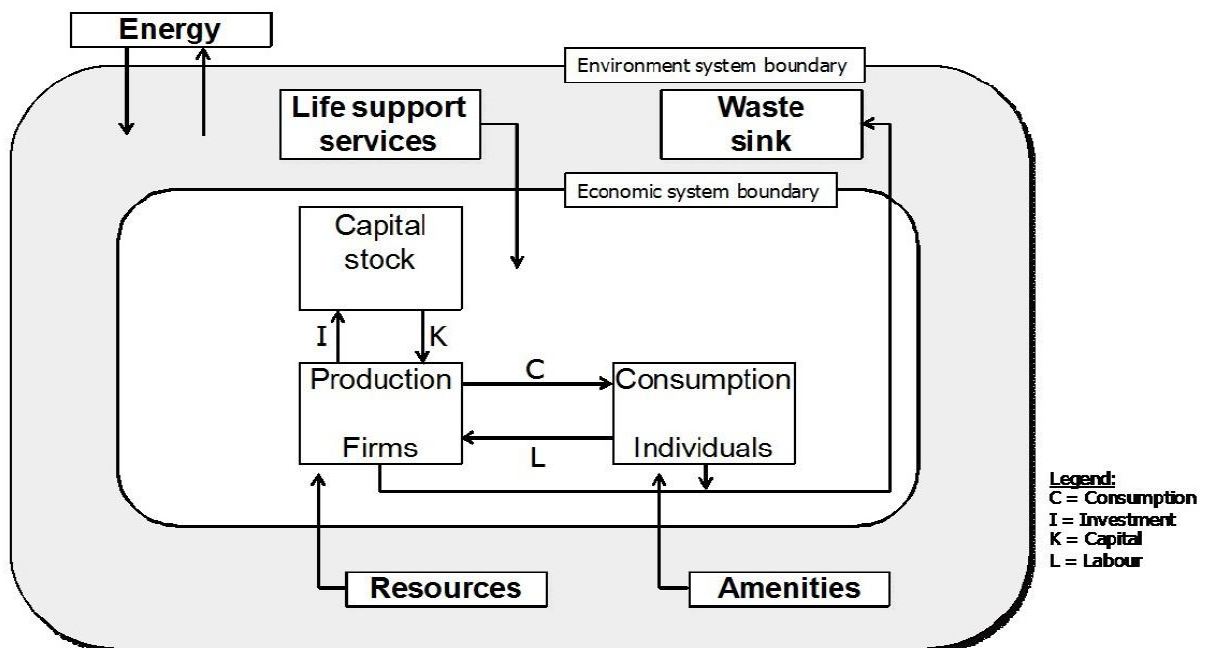 Energy
Environment system boundary
Life support
services
Waste
sink
Economic system boundary
Capital
stock
I
K
Production
Firms
C
L
Consumption
Individuals
Resources
Amenities
Legend:
C = Consumption
I = Investment
K = Capital
L = Labour